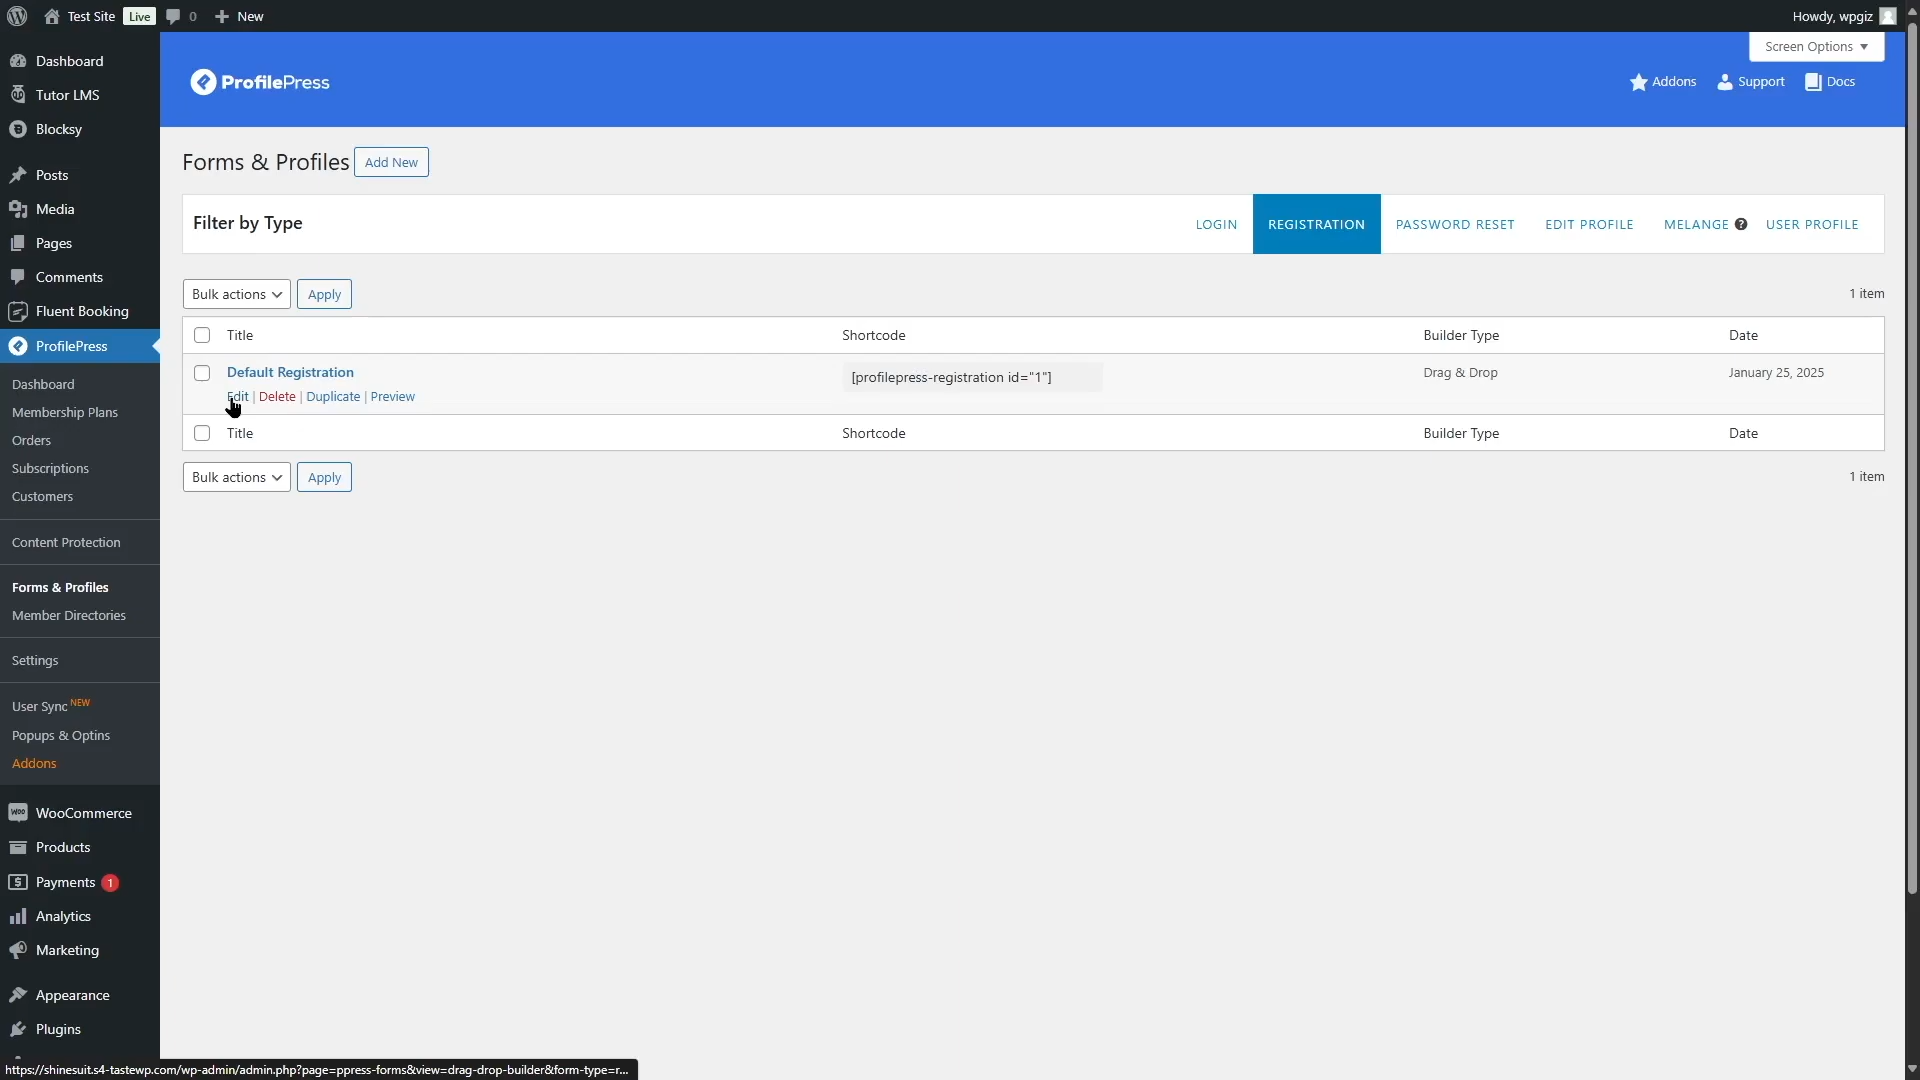 Test Site Live 0 New
Howdy, wpgiz
Screen Options
ProfilePress
Addons Support Docs
Dashboard
Tutor LMS
Blocksy
Posts
Media
Pages
Comments
Fluent Booking
ProfilePress
Dashboard
Membership Plans
Orders
Subscriptions
Customers
Content Protection
Forms & Profiles
Member Directories
Settings
User Sync NEW
Popups & Optins
Addons
WooCommerce
Products
Payments 1
Analytics
Marketing
Appearance
Plugins
Forms & Profiles Add New
Filter by Type
LOGIN REGISTRATION PASSWORD RESET EDIT PROFILE MELANGE ? USER PROFILE
Bulk actions Apply 1 item
Title Shortcode Builder Type Date
Default Registration [profilepress-registration id="1"] Drag & Drop January 25, 2025
Edit | Delete | Duplicate | Preview
Title Shortcode Builder Type Date
Bulk actions Apply 1 item
https://shinesuit.s4-tastewp.com/wp-admin/admin.php?page=ppress-forms&view=drag-drop-builder&form-type=r...